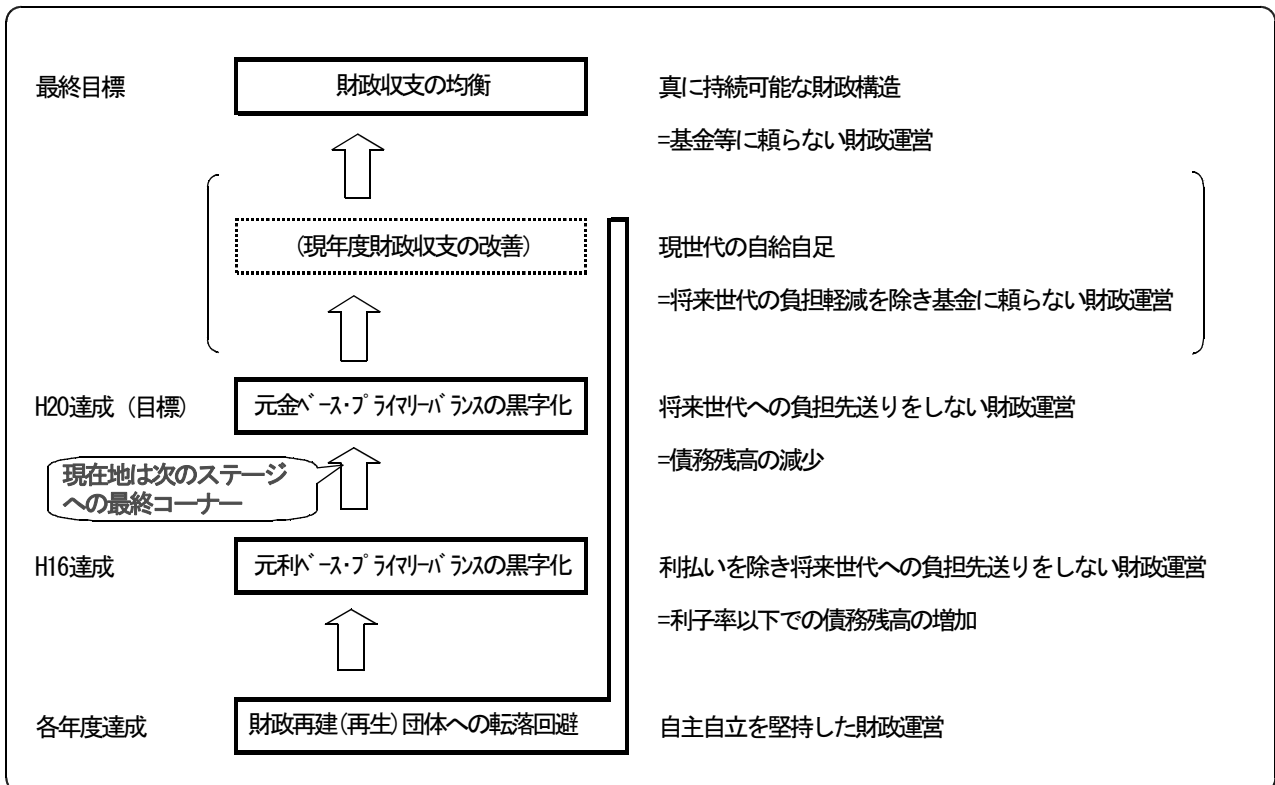 最終目標 財政収支の均衡 真に持続可能な財政構造
=基金等に頼らない財政運営
(現年度財政収支の改善) 現世代の自給自足
=将来世代の負担軽減を除き基金に頼らない財政運営
H20達成（目標） 元金ﾍﾞｰｽ･ﾌﾟﾗｲﾏﾘｰﾊﾞﾗﾝｽの黒字化 将来世代への負担先送りをしない財政運営
=債務残高の減少
現在地は次のステージ
への最終コーナー
H16達成 元利ﾍﾞｰｽ･ﾌﾟﾗｲﾏﾘｰﾊﾞﾗﾝｽの黒字化 利払いを除き将来世代への負担先送りをしない財政運営
=利子率以下での債務残高の増加
各年度達成 財政再建(再生)団体への転落回避 自主自立を堅持した財政運営